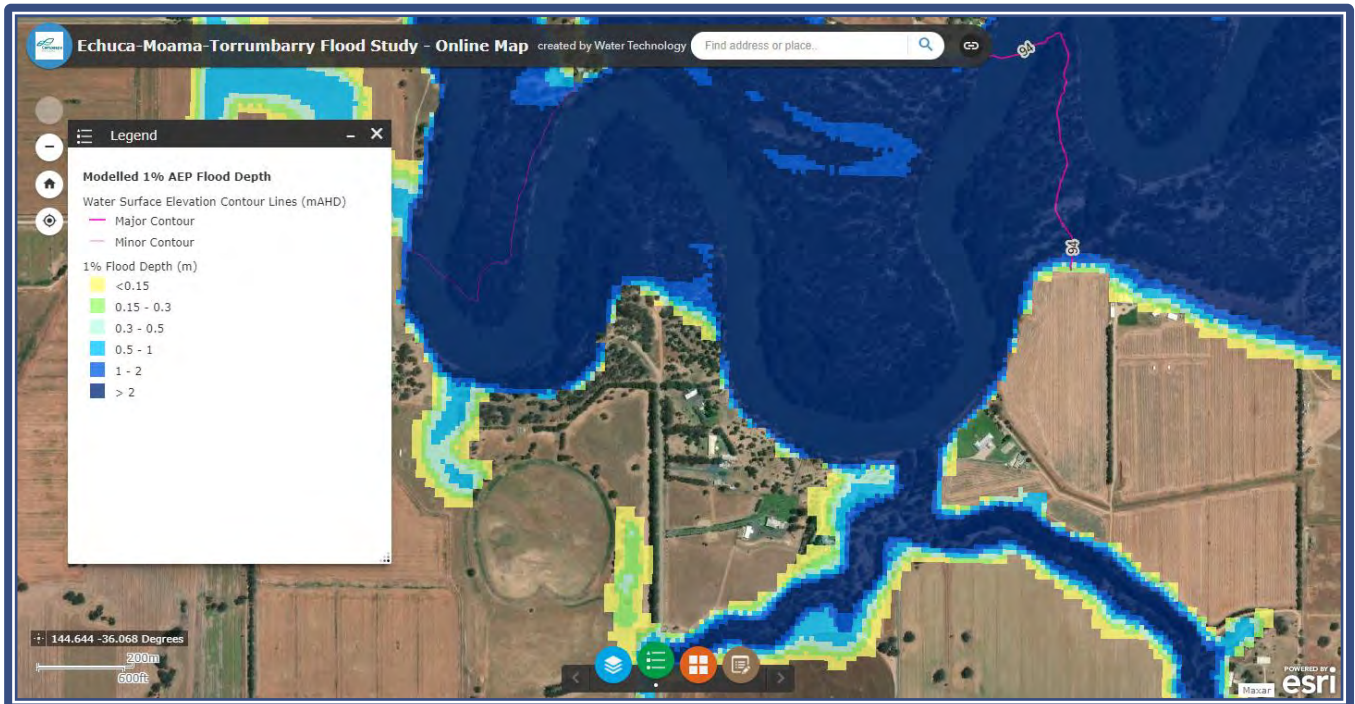 Echuca-Moama-Torrumbarry Flood Study - Online Map created by Water Technology
Find address or place..
94
Legend
Modelled 1% AEP Flood Depth
Water Surface Elevation Contour Lines (mAHD)
Major Contour
Minor Contour
1% Flood Depth (m)
<0.15
0.15 - 0.3
0.3 - 0.5
0.5 - 1
1 - 2
> 2
94
144.644 -36.068 Degrees
200m
600ft
Maxar
POWERED BY
esri